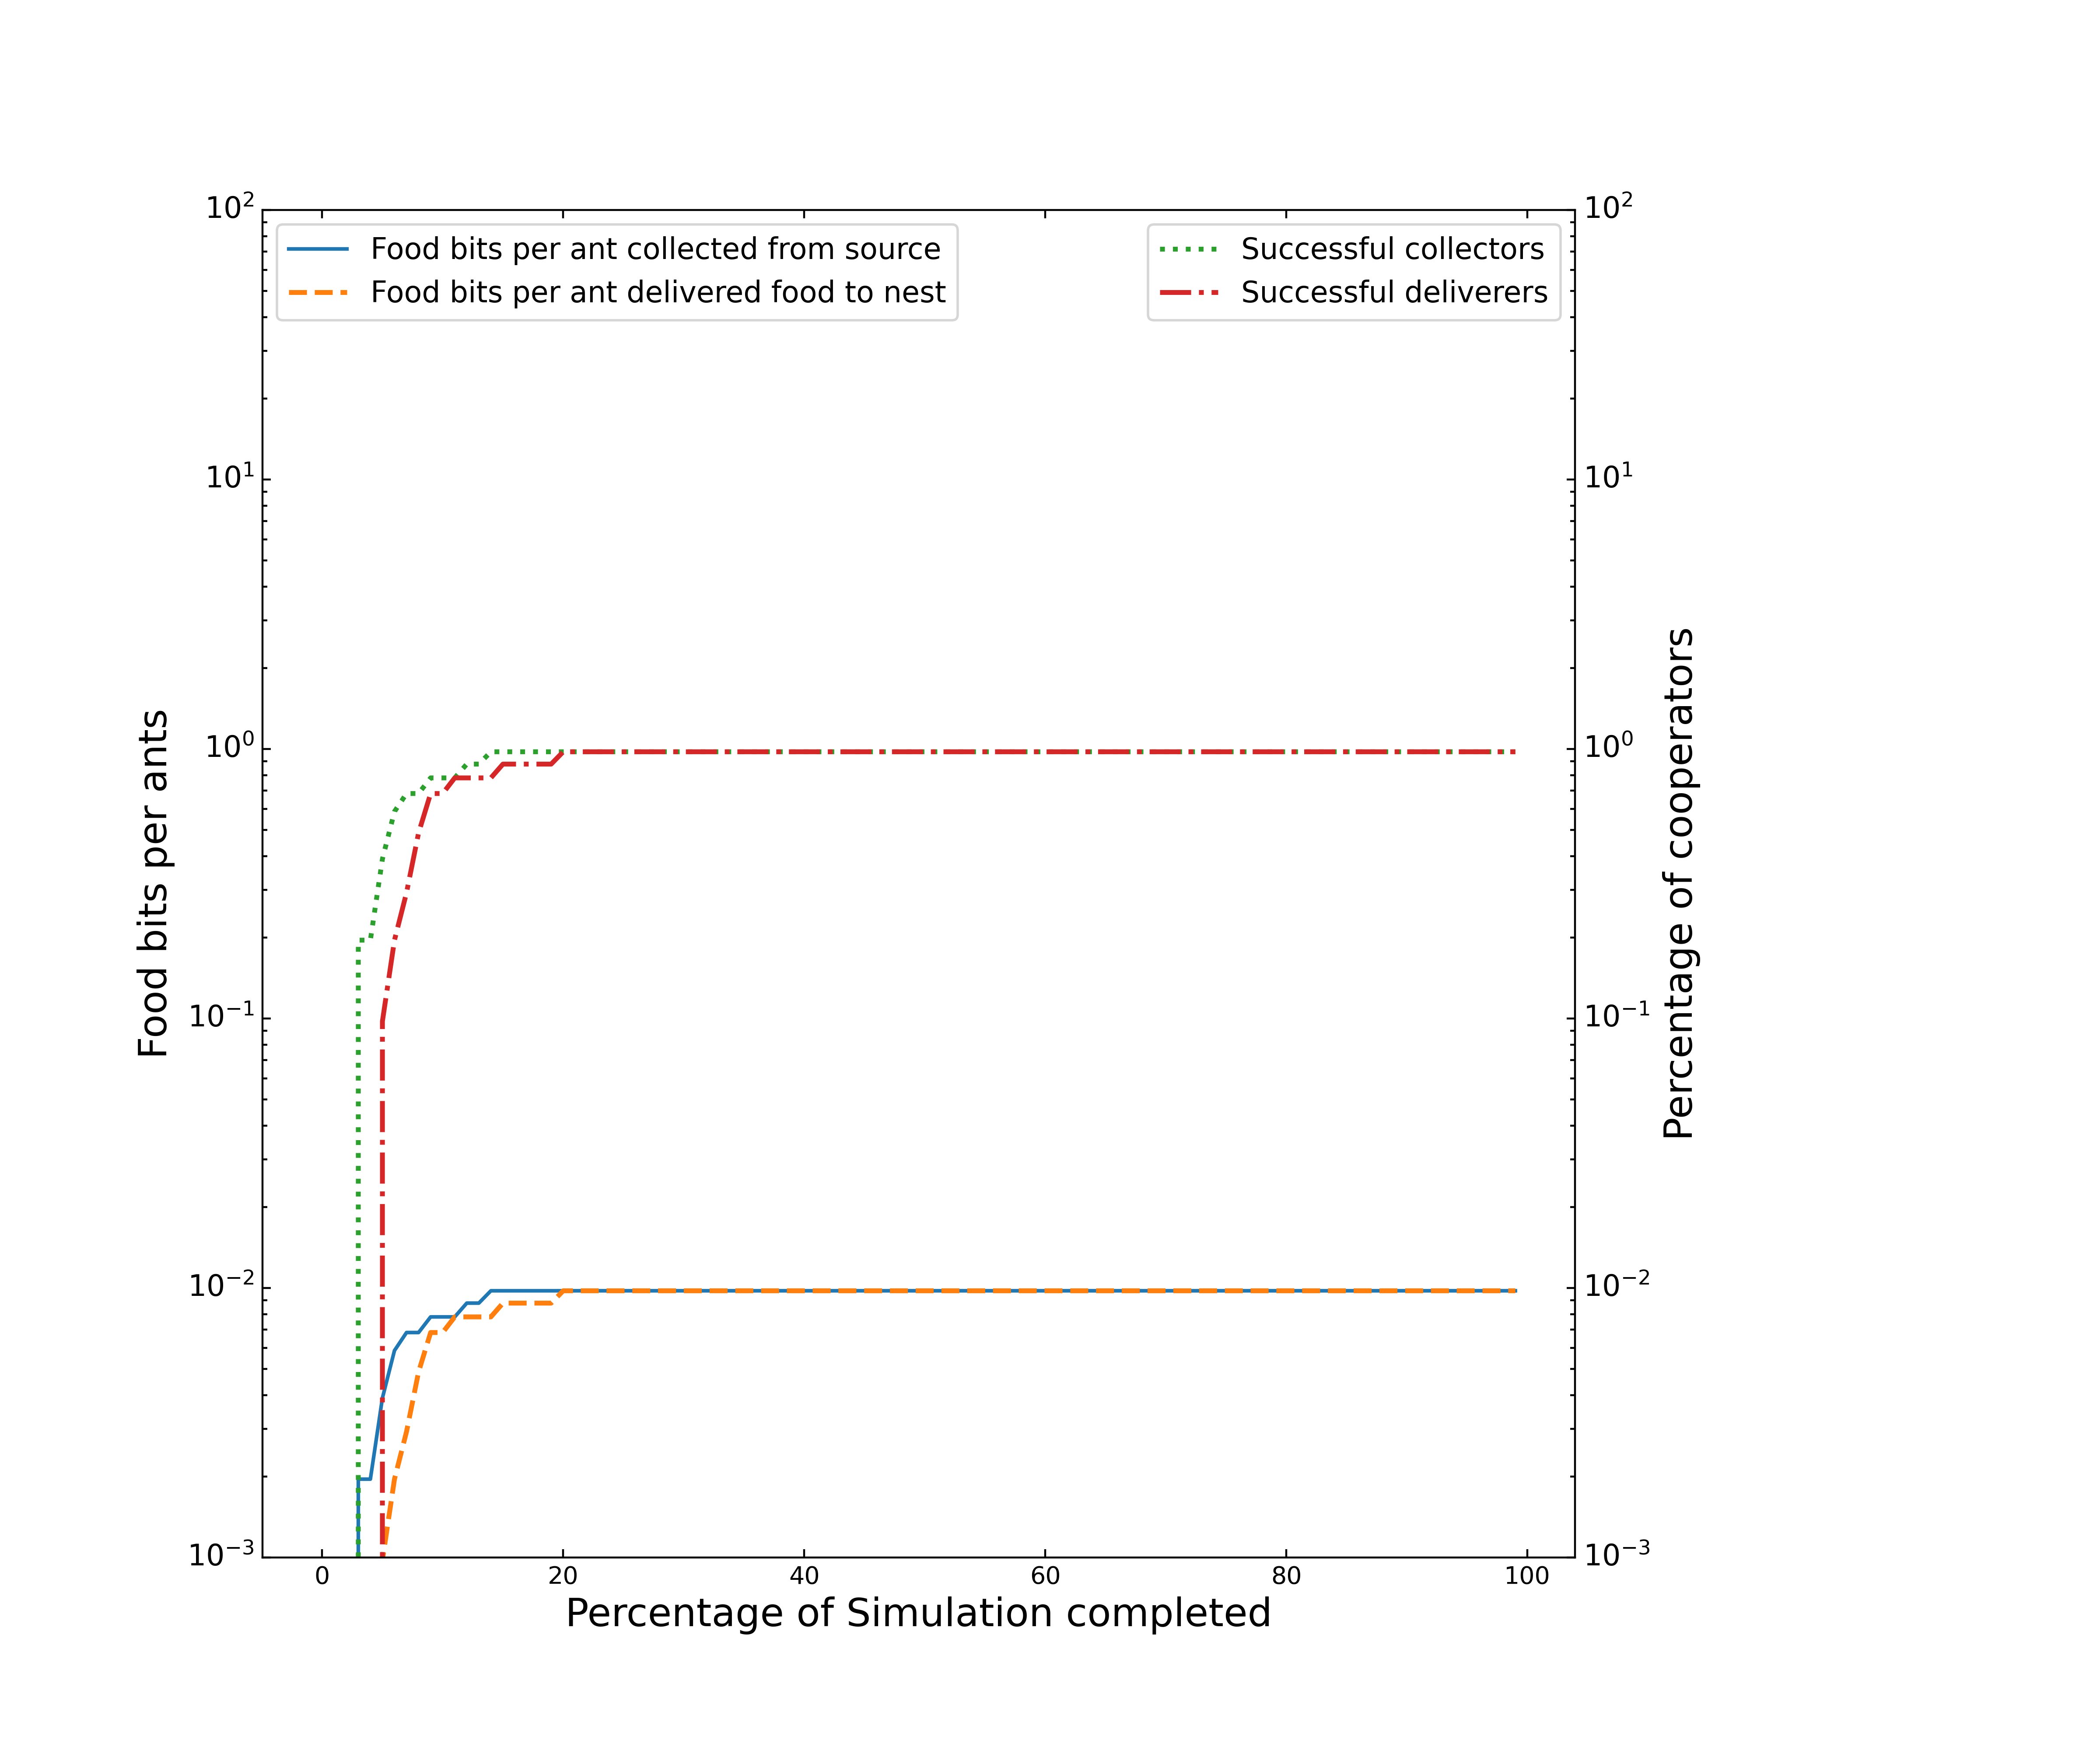 10²
10¹
10⁰
10⁻¹
10⁻²
10⁻³
Food bits per ants
Food bits per ant collected from source
Food bits per ant delivered food to nest
Successful collectors
Successful deliverers
10²
10¹
10⁰
10⁻¹
10⁻²
10⁻³
Percentage of cooperators
0 20 40 60 80 100
Percentage of Simulation completed